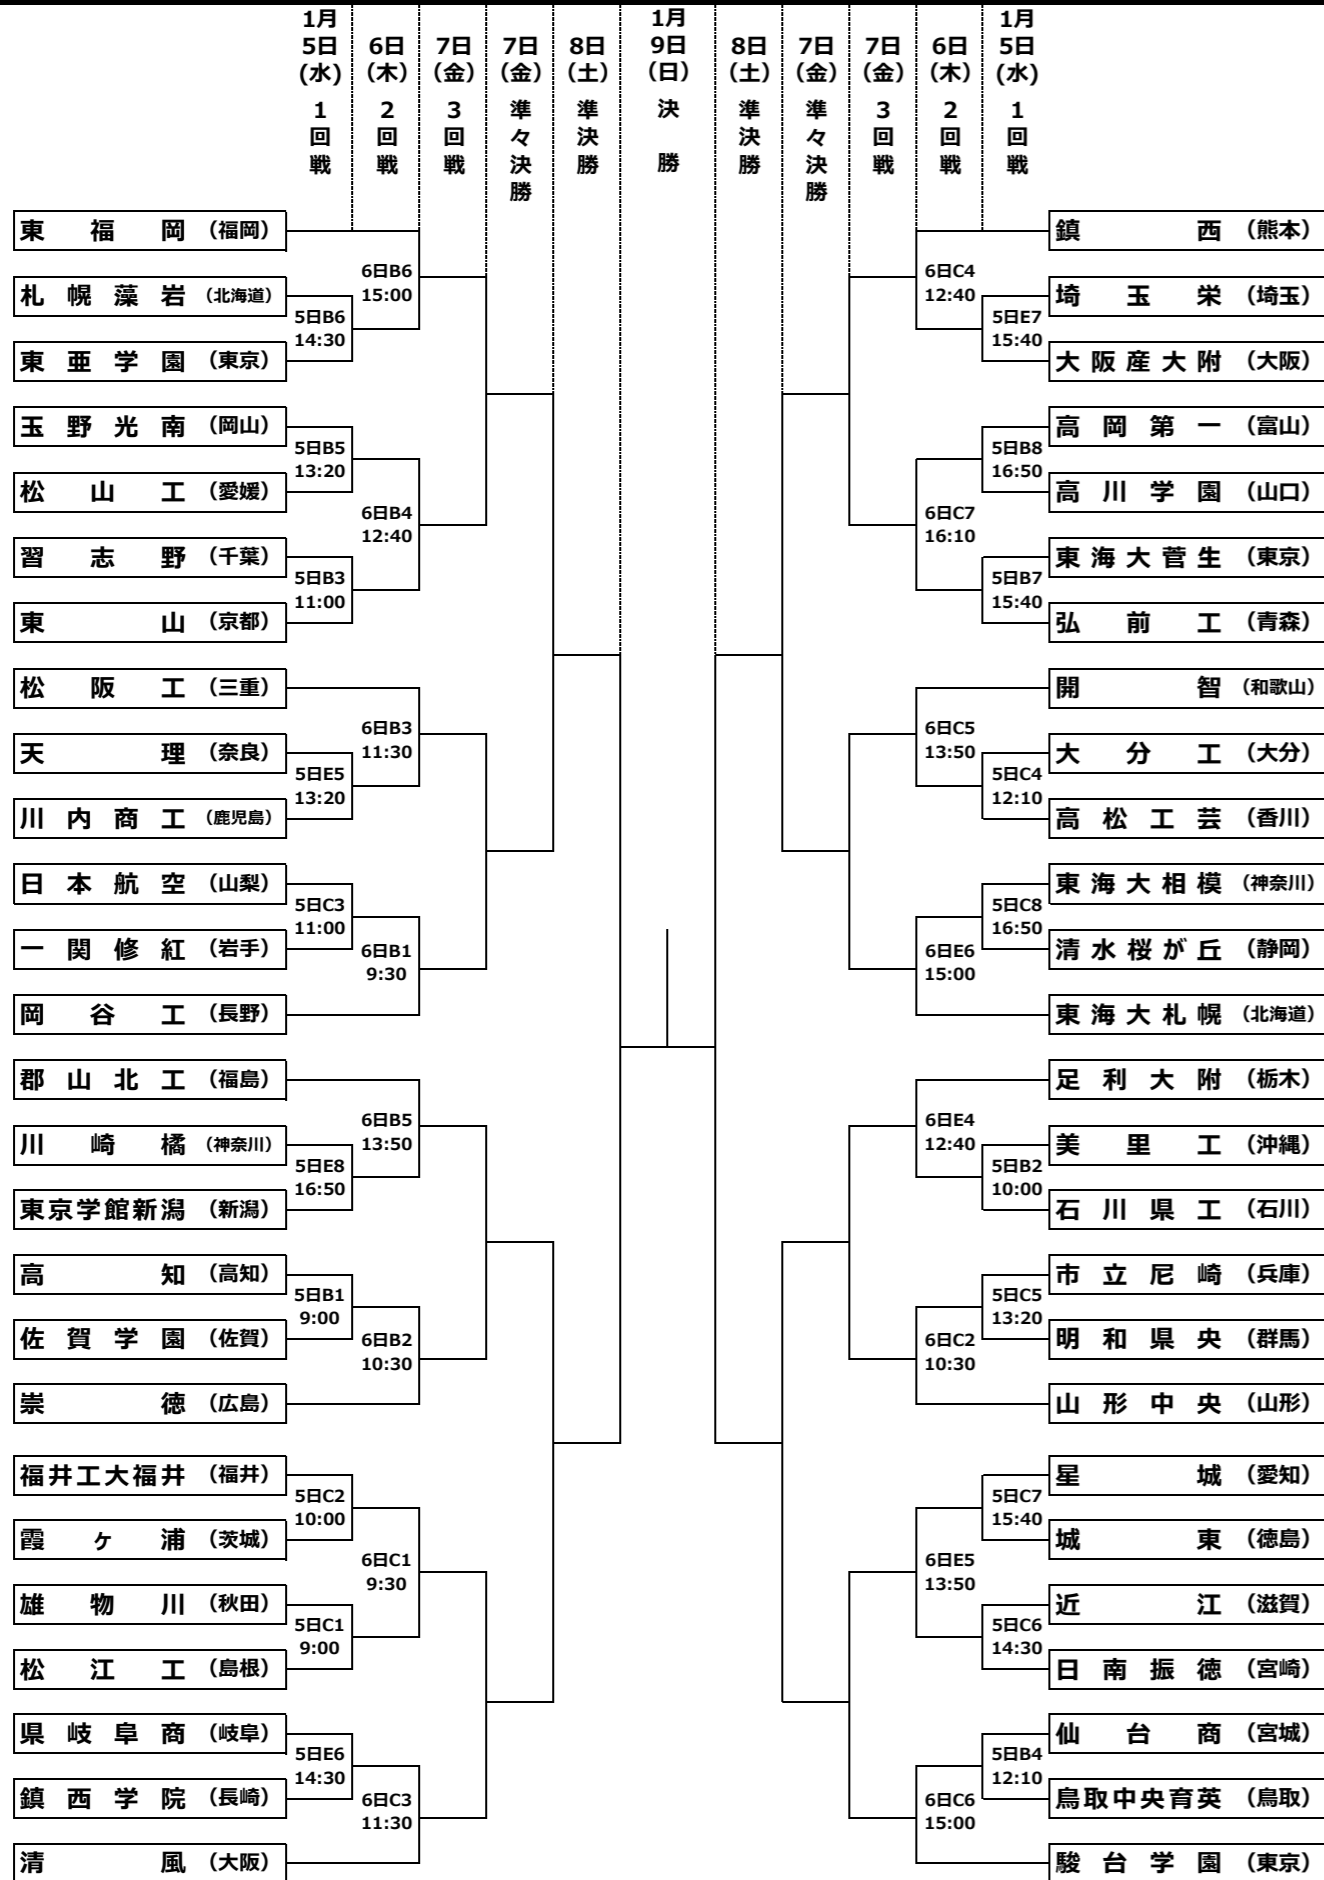 1月 5日 (水) 1回戦
6日 (木) 2回戦
7日 (金) 3回戦
7日 (金) 準々決勝
8日 (土) 準決勝
1月 9日 (日) 決勝
8日 (土) 準決勝
7日 (金) 準々決勝
7日 (金) 3回戦
6日 (木) 2回戦
1月 5日 (水) 1回戦
東福岡 (福岡)
札幌藻岩 (北海道)
東亜学園 (東京)
玉野光南 (岡山)
松山工 (愛媛)
習志野 (千葉)
東山 (京都)
松阪工 (三重)
天理 (奈良)
川内商工 (鹿児島)
日本航空 (山梨)
一関修紅 (岩手)
岡谷工 (長野)
郡山北工 (福島)
川崎橘 (神奈川)
東京学館新潟 (新潟)
高知 (高知)
佐賀学園 (佐賀)
崇徳 (広島)
福井工大福井 (福井)
霞ヶ浦 (茨城)
雄物川 (秋田)
松江工 (島根)
県岐阜商 (岐阜)
鎮西学院 (長崎)
清風 (大阪)
5日B6
14:30
5日B5
13:20
5日B3
11:00
5日E5
13:20
5日C3
11:00
5日E8
16:50
5日B1
9:00
5日C2
10:00
5日C1
9:00
5日E6
14:30
6日B6
15:00
6日B4
12:40
6日B3
11:30
6日B1
9:30
6日B5
13:50
6日B2
10:30
6日C1
9:30
6日C3
11:30
6日C4
12:40
6日C7
16:10
6日C5
13:50
6日E6
15:00
6日E4
12:40
6日C2
10:30
6日E5
13:50
6日C6
15:00
5日E7
15:40
5日B8
16:50
5日B7
15:40
5日C4
12:10
5日C8
16:50
5日B2
10:00
5日C5
13:20
5日C7
15:40
5日C6
14:30
5日B4
12:10
鎮西 (熊本)
埼玉栄 (埼玉)
大阪産大附 (大阪)
高岡第一 (富山)
高川学園 (山口)
東海大菅生 (東京)
弘前工 (青森)
開智 (和歌山)
大分工 (大分)
高松工芸 (香川)
東海大相模 (神奈川)
清水桜が丘 (静岡)
東海大札幌 (北海道)
足利大附 (栃木)
美里工 (沖縄)
石川県工 (石川)
市立尼崎 (兵庫)
明和県央 (群馬)
山形中央 (山形)
星城 (愛知)
城東 (徳島)
近江 (滋賀)
日南振徳 (宮崎)
仙台商 (宮城)
鳥取中央育英 (鳥取)
駿台学園 (東京)